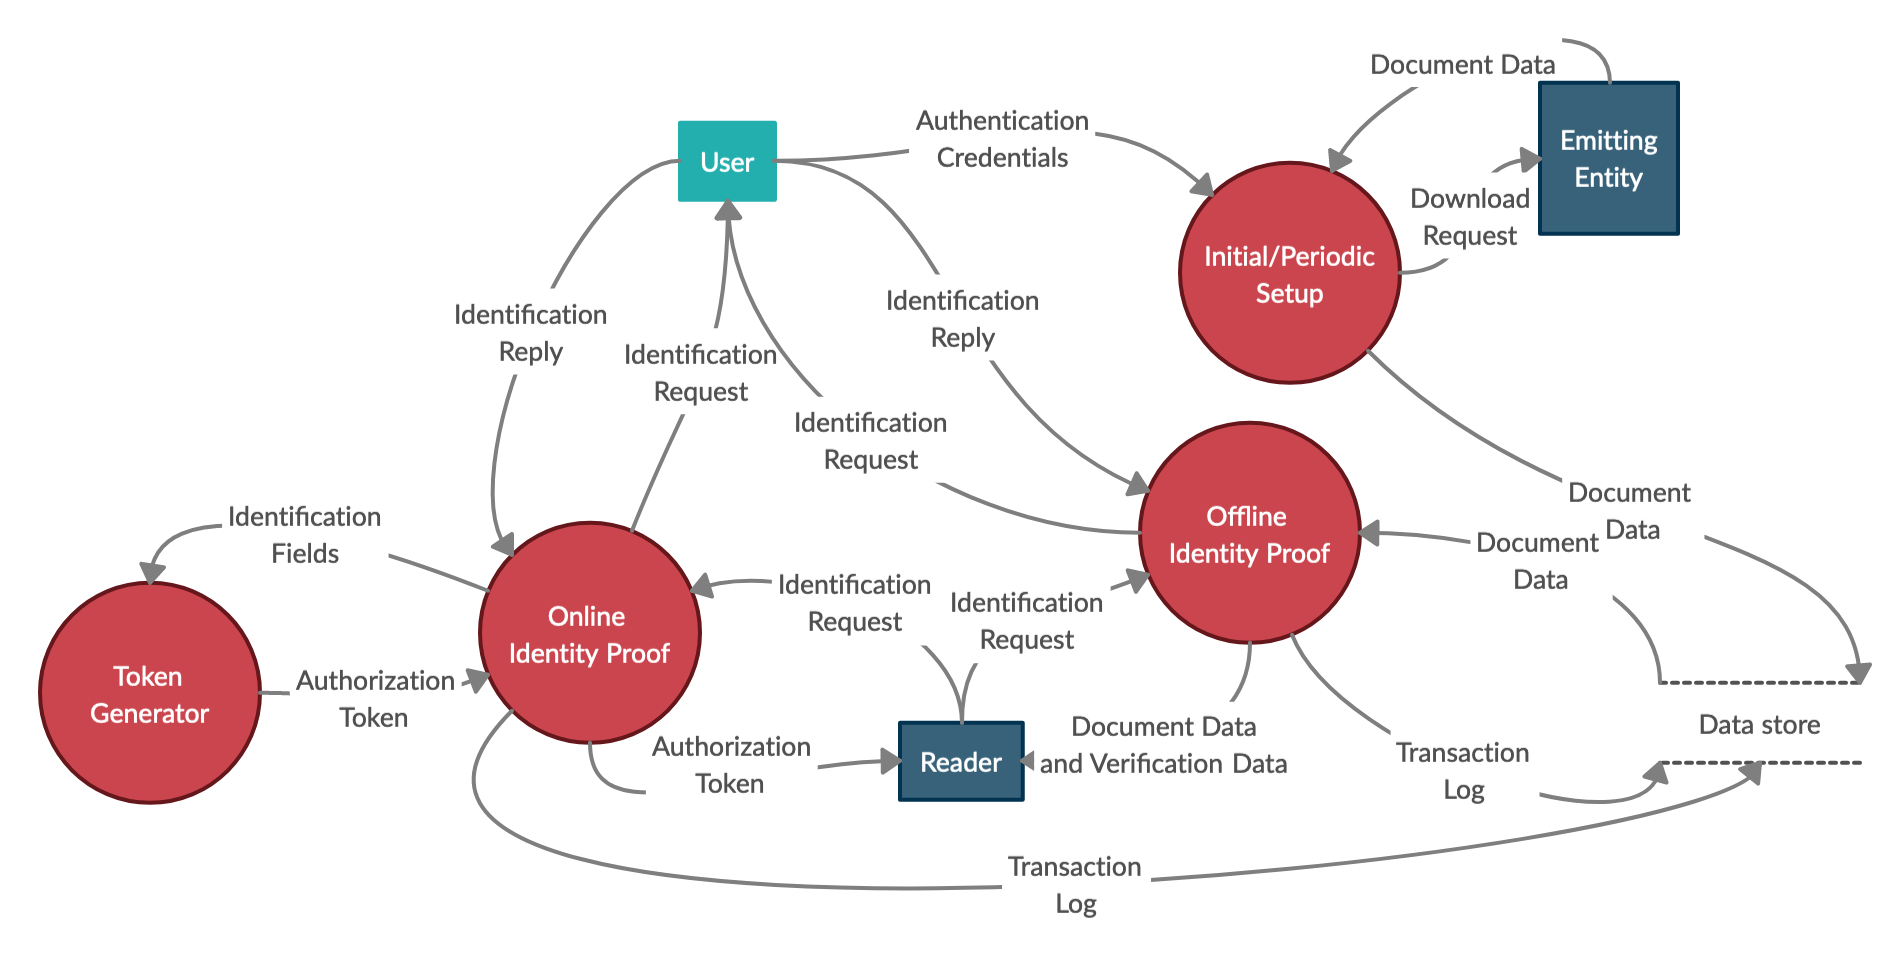 Document Data
Emitting
Entity
Authentication
Credentials
User
Download
Request
Initial/Periodic
Setup
Identification
Reply
Identification
Reply
Identification
Request
Identification
Request
Document
Data
Document
Data
Identification
Fields
Offline
Identity Proof
Identification
Request
Identification
Request
Online
Identity Proof
Token
Generator
Authorization
Token
Authorization
Token
Reader
Document Data
and Verification Data
Transaction
Log
Data store
Transaction
Log